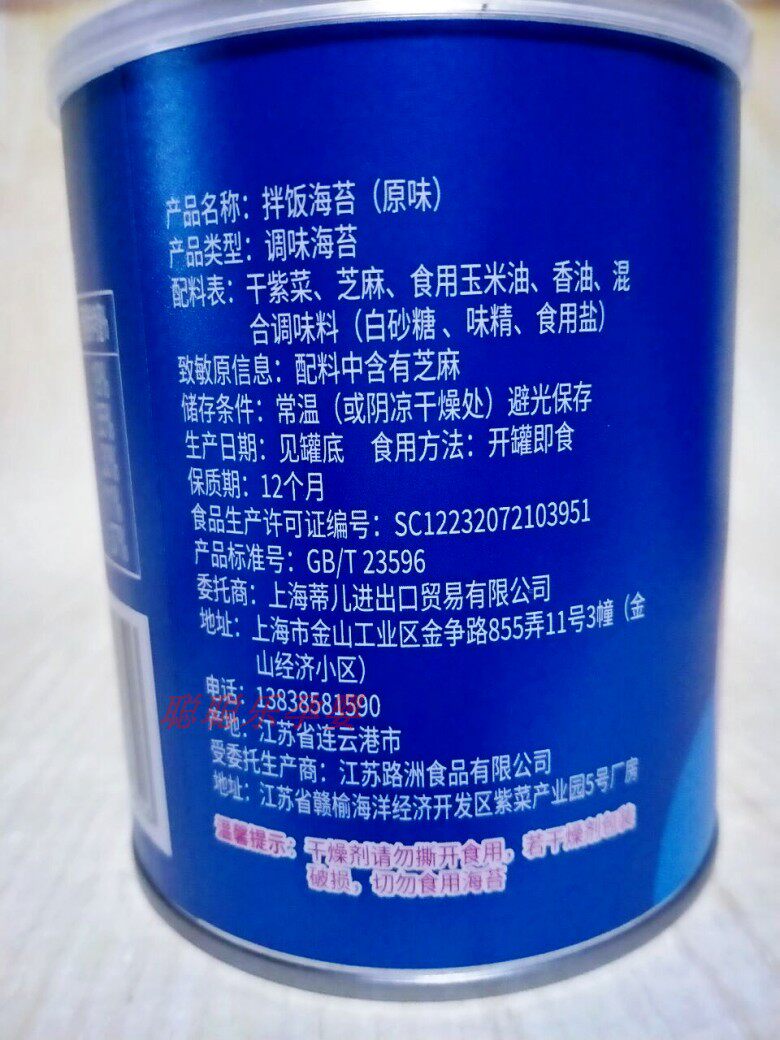 产品名称：拌饭海苔（原味）
产品类型：调味海苔
配料表：干紫菜、芝麻、食用玉米油、香油、混
合调味料（白砂糖、味精、食用盐）
致敏原信息：配料中含有芝麻
储存条件：常温（或阴凉干燥处）避光保存
生产日期：见罐底 食用方法：开罐即食
保质期：12个月
食品生产许可证编号：SC12232072103951
产品标准号：GB/T 23596
委托商：上海蒂儿进出口贸易有限公司
地址：上海市金山工业区金争路855弄11号3幢（金
山经济小区）
电话：13838581590
产地：江苏省连云港市
受委托生产商：江苏路洲食品有限公司
地址：江苏省赣榆海洋经济开发区紫菜产业园5号厂房
温馨提示：干燥剂请勿撕开食用，若干燥剂包装
破损，切勿食用海苔